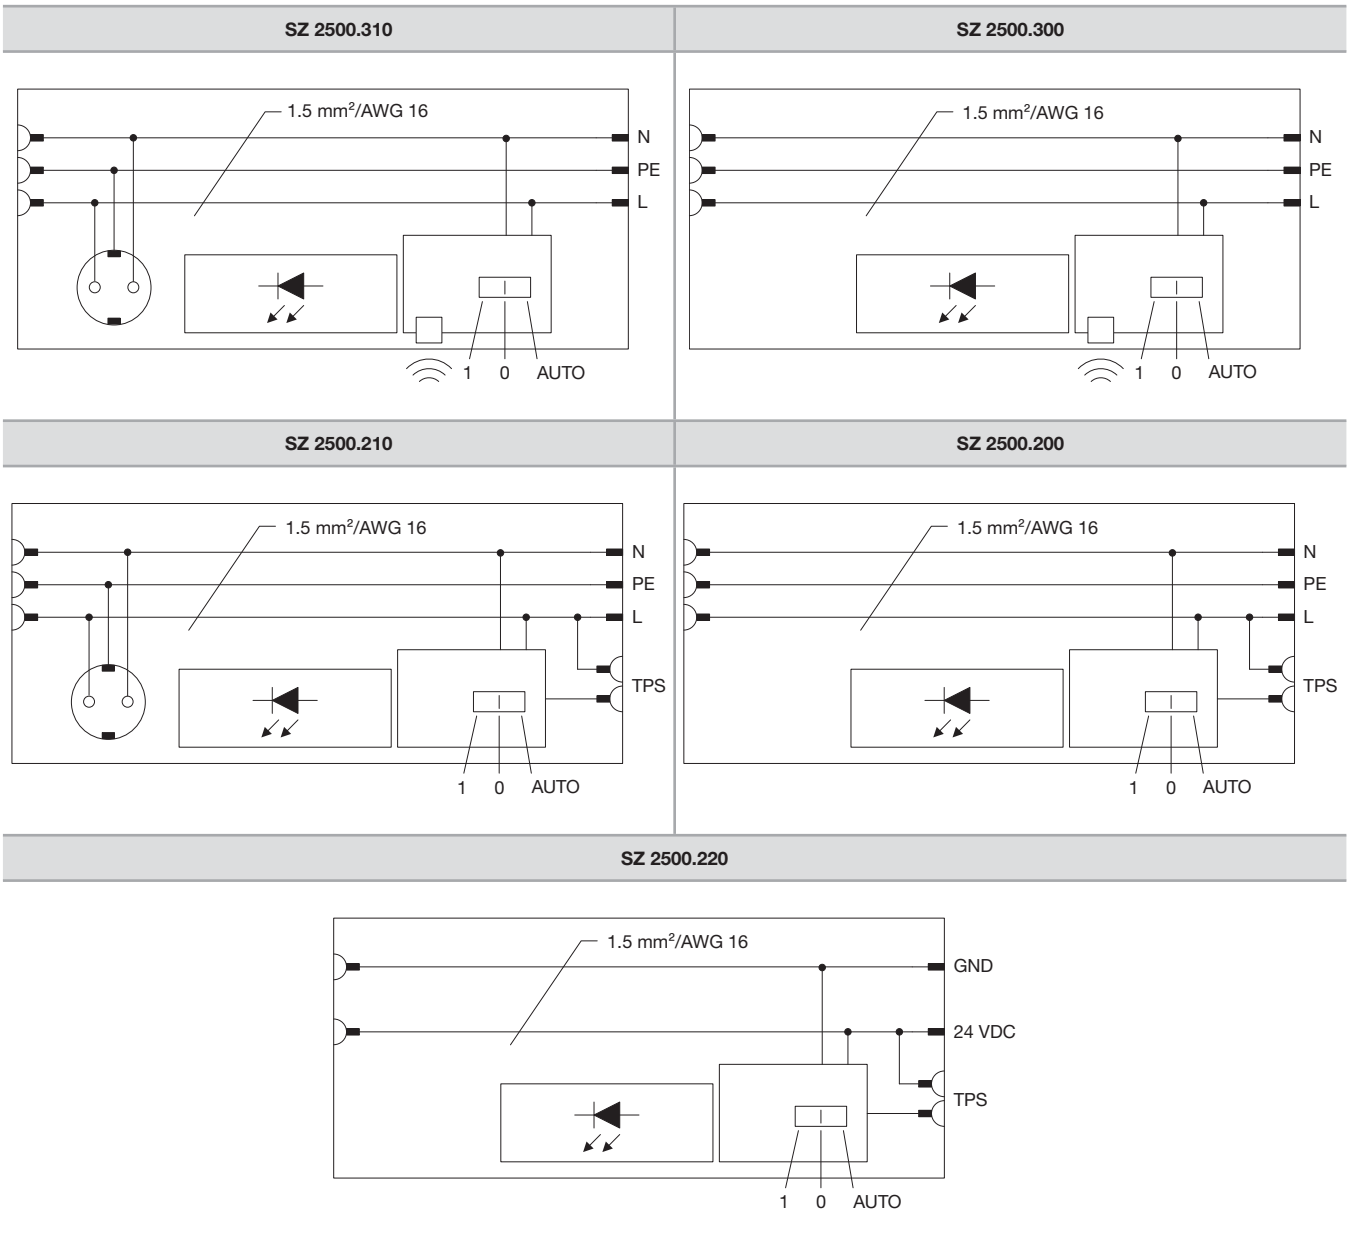 SZ 2500.310
SZ 2500.300
1.5 mm²/AWG 16
N
PE
L
1 0 AUTO
1.5 mm²/AWG 16
N
PE
L
1 0 AUTO
SZ 2500.210
SZ 2500.200
1.5 mm²/AWG 16
N
PE
L
TPS
1 0 AUTO
1.5 mm²/AWG 16
N
PE
L
TPS
1 0 AUTO
SZ 2500.220
1.5 mm²/AWG 16
GND
24 VDC
TPS
1 0 AUTO